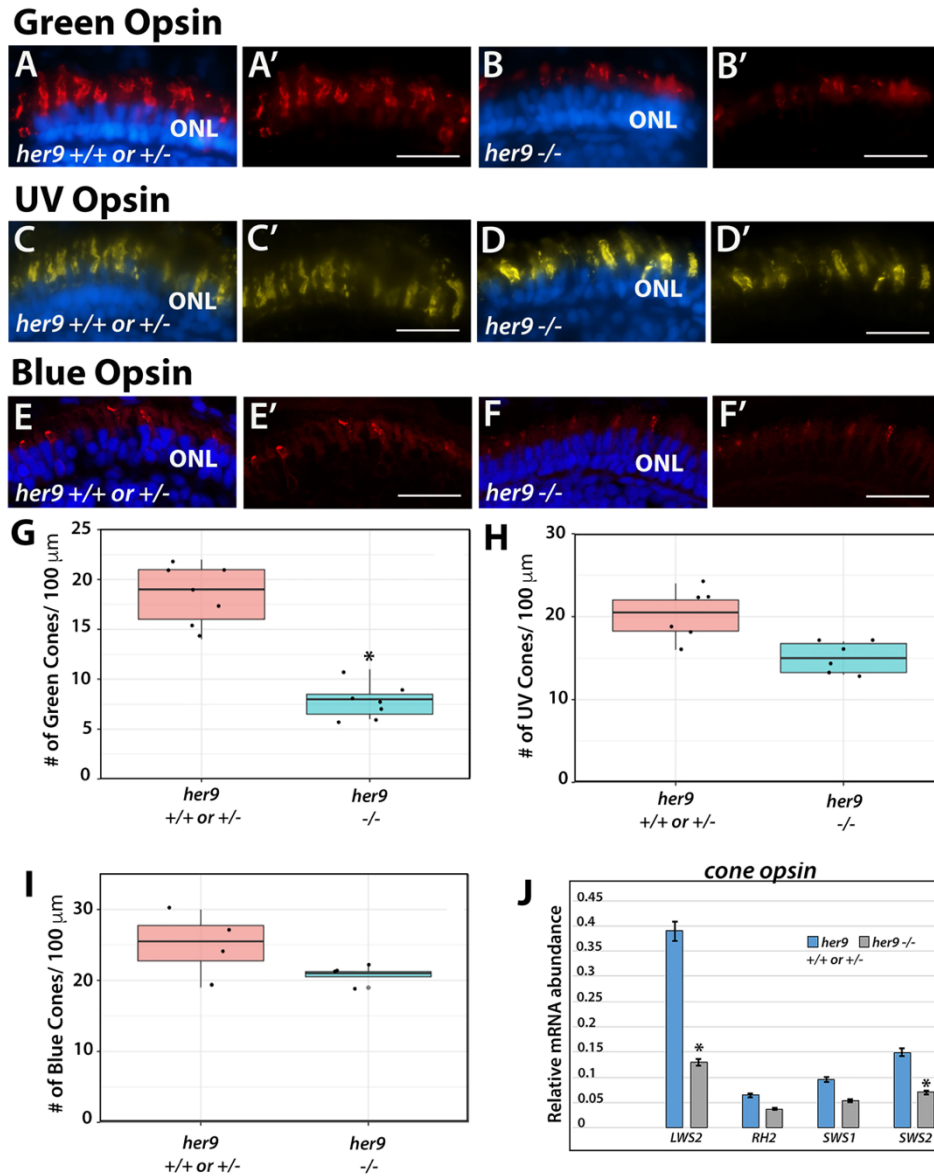 Green Opsin
A A' B B'
ONL ONL
her9 +/+ or +/- her9 -/-
UV Opsin
C C' D D'
ONL ONL
her9 +/+ or +/- her9 -/-
Blue Opsin
E E' F F'
ONL ONL
her9 +/+ or +/- her9 -/-
G
# of Green Cones/ 100 μm
25
20
15
10
5
0
*
her9 her9
+/+ or +/- -/-
H
# of UV Cones/ 100 μm
30
20
10
0
her9 her9
+/+ or +/- -/-
I
# of Blue Cones/ 100 μm
30
20
10
0
her9 her9
+/+ or +/- -/-
J
cone opsin
Relative mRNA abundance
0.45
0.4
0.35
0.3
0.25
0.2
0.15
0.1
0.05
0
her9 her9 -/-
+/+ or +/-
* *
LWS2 RH2 SWS1 SWS2